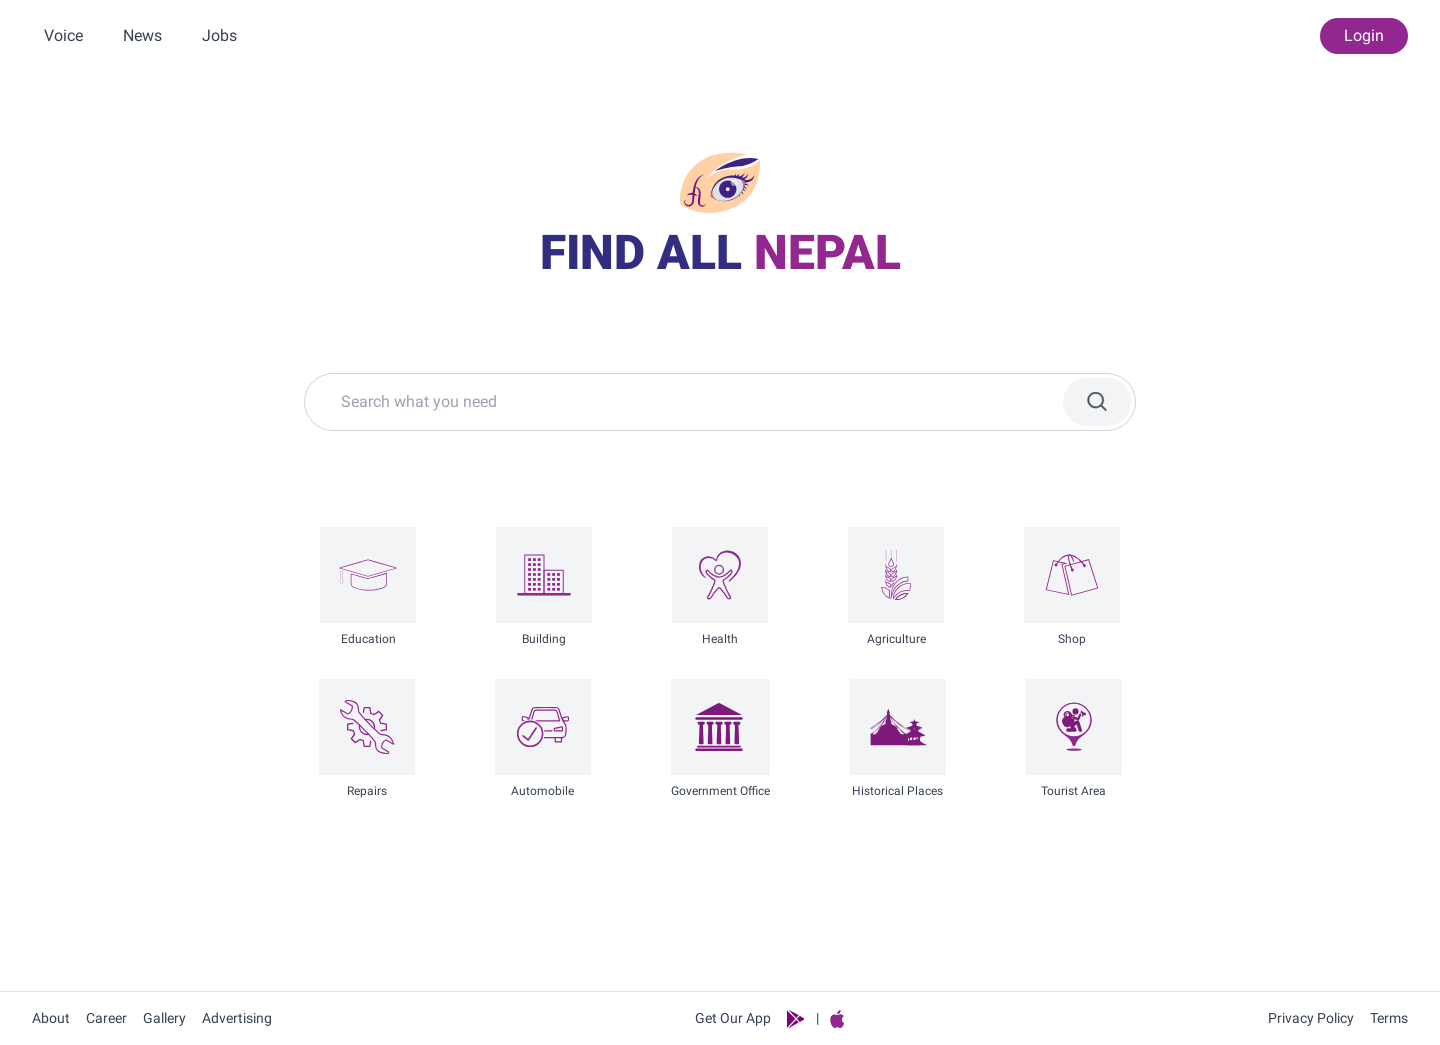 Voice News Jobs Login
FIND ALL NEPAL
Search what you need
Education Building Health Agriculture Shop
Repairs Automobile Government Office Historical Places Tourist Area
About Career Gallery Advertising Get Our App | Privacy Policy Terms